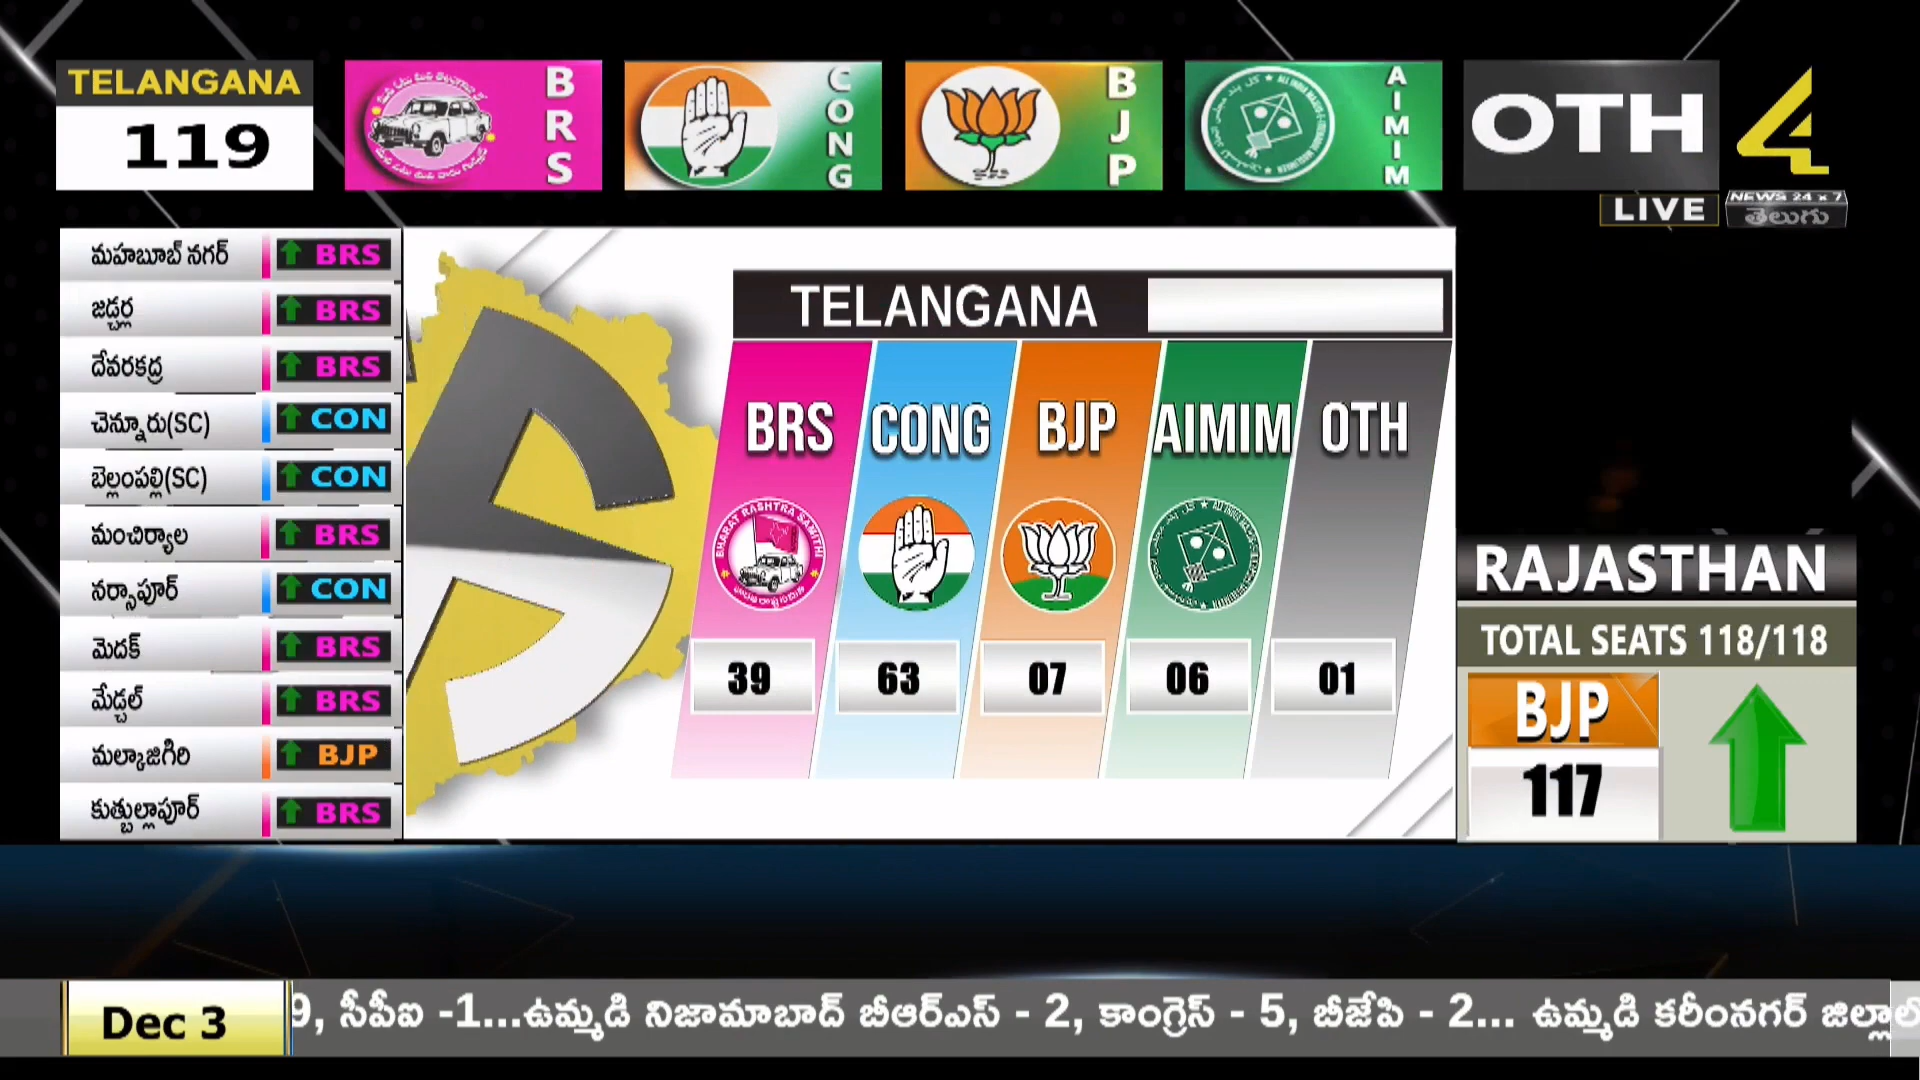 TELANGANA
119
BRS
CONG
BJP
AIMIM
OTH
4
LIVE
NEWS 24 x 7
తెలుగు
మహబూబ్ నగర్ BRS
జడ్చర్ల BRS
దేవరకద్ర BRS
చెన్నూరు(SC) CON
బెల్లంపల్లి(SC) CON
మంచిర్యాల BRS
నర్సాపూర్ CON
మెదక్ BRS
మేడ్చల్ BRS
మల్కాజిగిరి BJP
కుత్బుల్లాపూర్ BRS
TELANGANA
BRS CONG BJP AIMIM OTH
BHARAT RASHTRA SAMITHI
39 63 07 06 01
RAJASTHAN
TOTAL SEATS 118/118
BJP
117
Dec 3
9, సీపీఐ -1...ఉమ్మడి నిజామాబాద్ బీఆర్ఎస్ - 2, కాంగ్రెస్ - 5, బీజేపి - 2... ఉమ్మడి కరీంనగర్